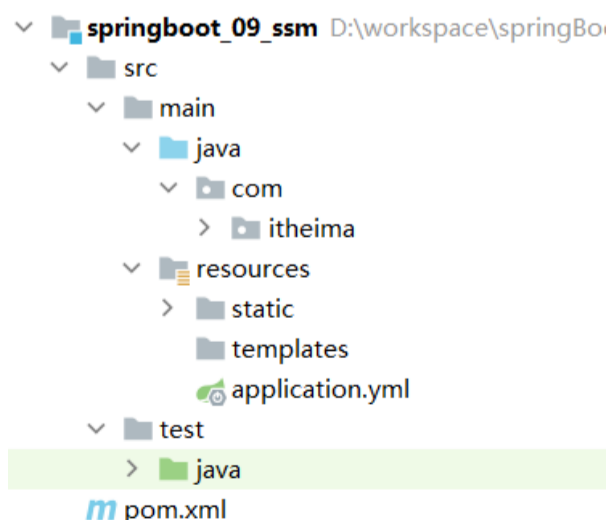 springboot_09_ssm D:\workspace\springBo
src
main
java
com
itheima
resources
static
templates
application.yml
test
java
pom.xml